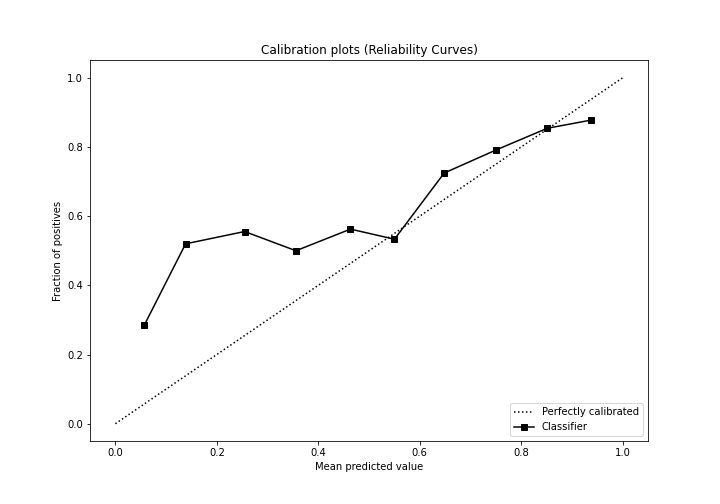 Calibration plots (Reliability Curves)
1.0
0.8
0.6
0.4
0.2
0.0
Fraction of positives
0.0 0.2 0.4 0.6 0.8 1.0
Mean predicted value
Perfectly calibrated
Classifier